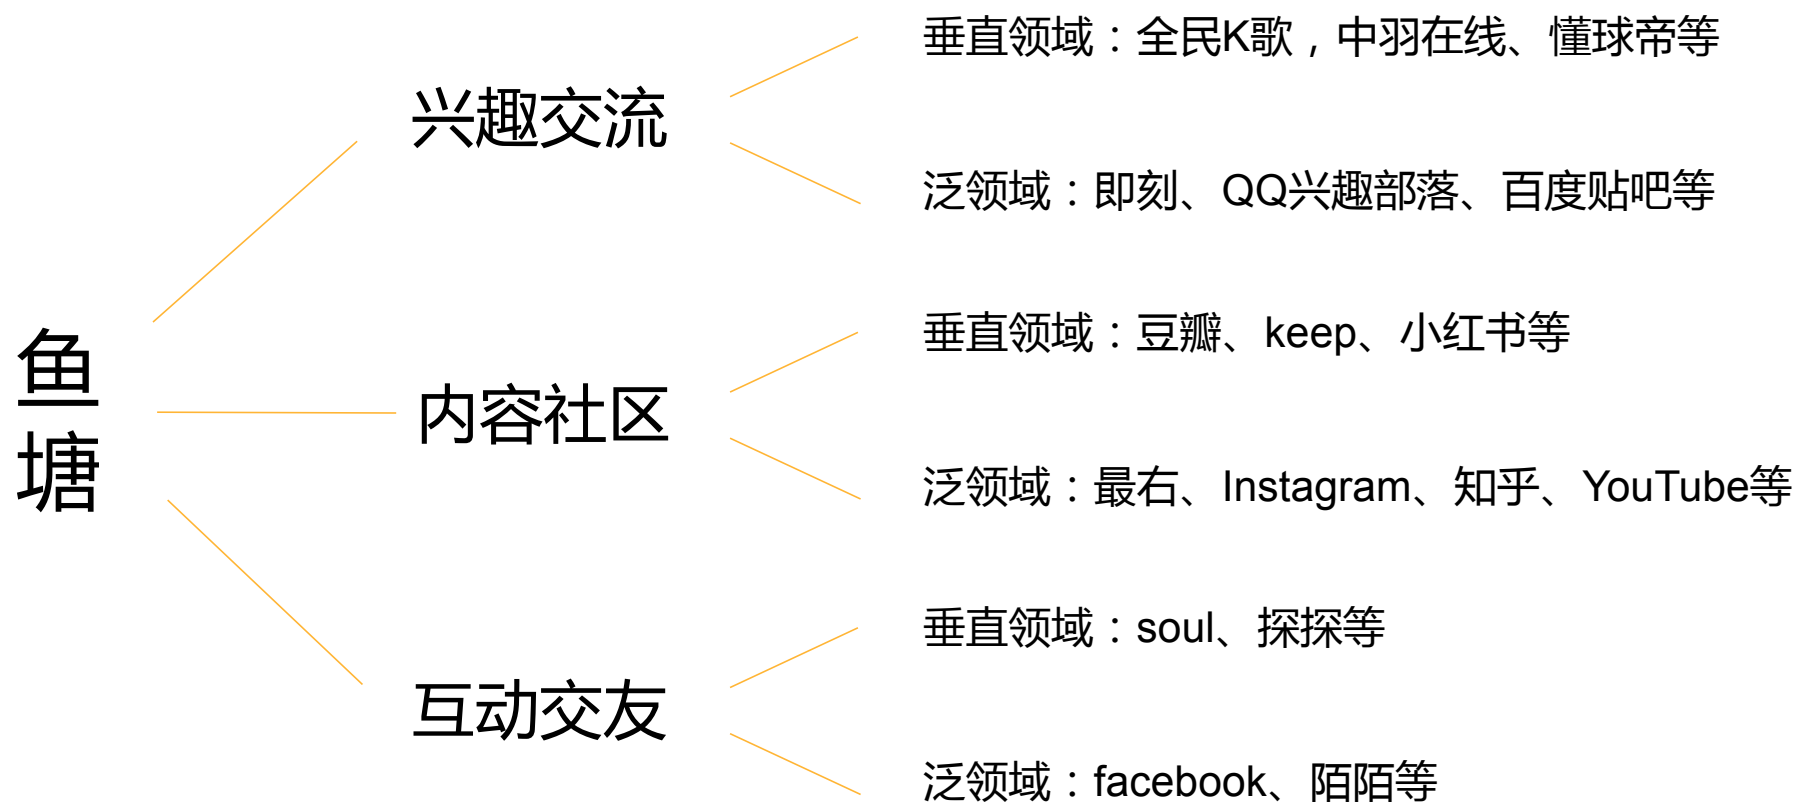 鱼塘
兴趣交流
垂直领域：全民K歌，中羽在线、懂球帝等
泛领域：即刻、QQ兴趣部落、百度贴吧等
内容社区
垂直领域：豆瓣、keep、小红书等
泛领域：最右、Instagram、知乎、YouTube等
互动交友
垂直领域：soul、探探等
泛领域：facebook、陌陌等